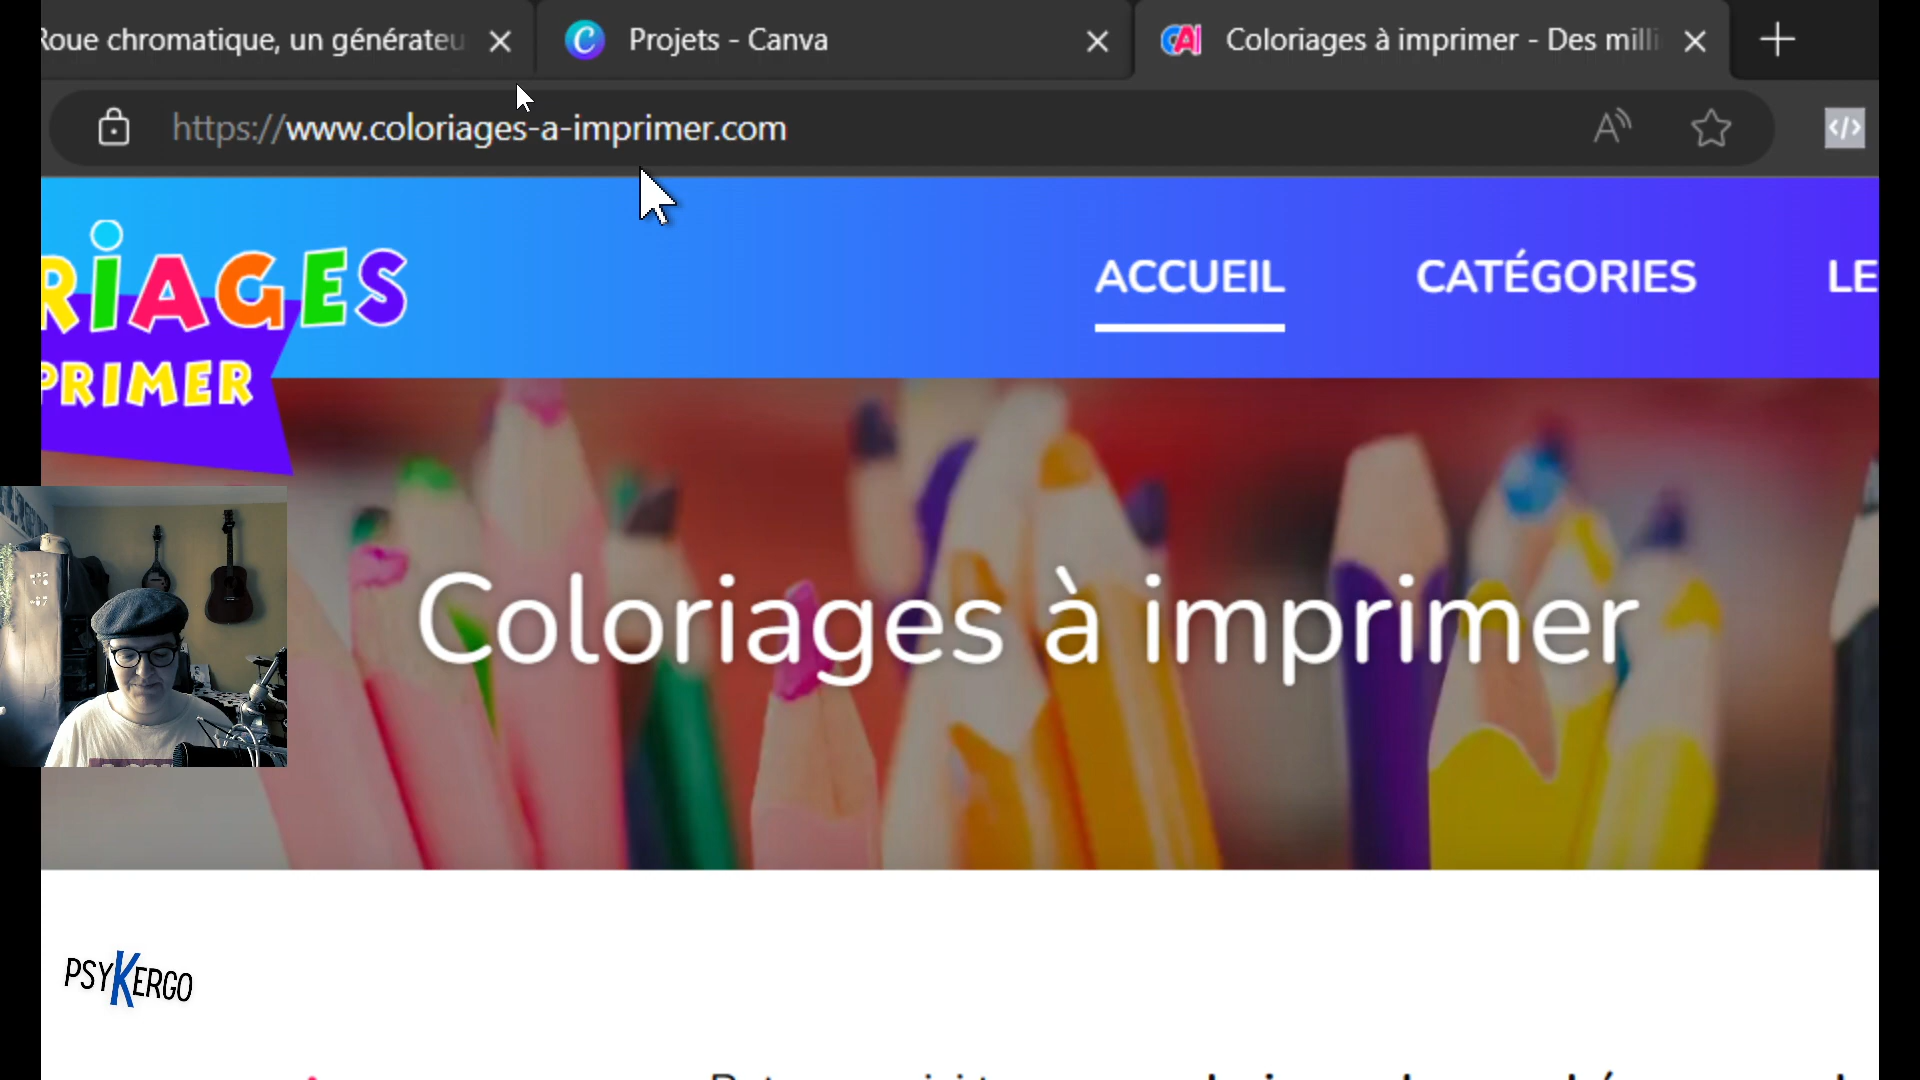 Roue chromatique, un générateu
Projets - Canva
Coloriages à imprimer - Des milli
https://www.coloriages-a-imprimer.com
RIAGES
PRIMER
ACCUEIL
CATÉGORIES
LE
Coloriages à imprimer
PSYKERGO